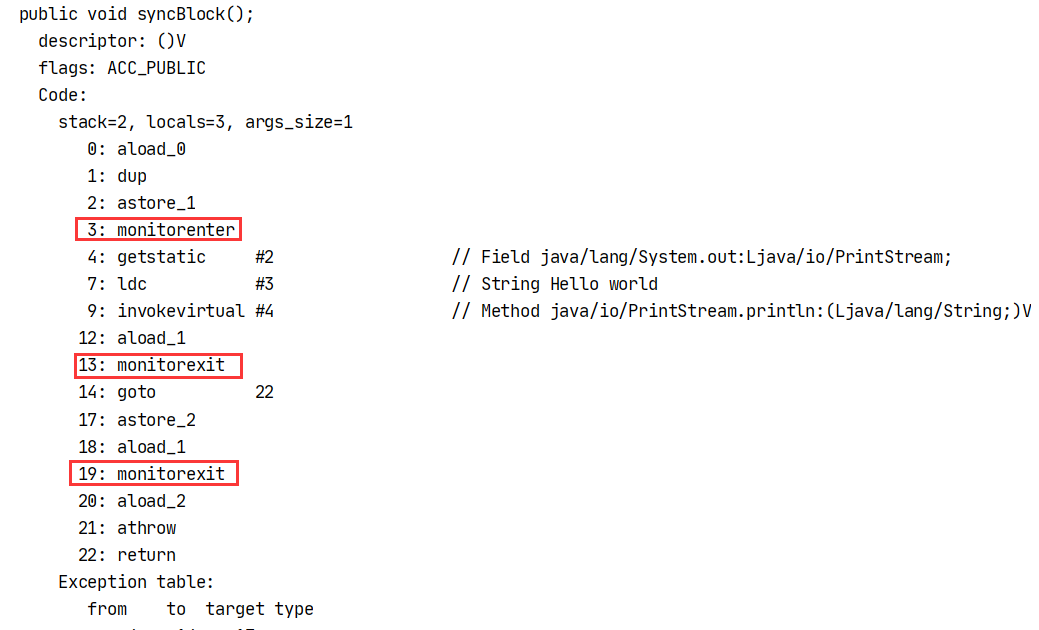 public void syncBlock();
descriptor: ()V
flags: ACC_PUBLIC
Code:
stack=2, locals=3, args_size=1
0: aload_0
1: dup
2: astore_1
3: monitorenter
4: getstatic #2 // Field java/lang/System.out:Ljava/io/PrintStream;
7: ldc #3 // String Hello world
9: invokevirtual #4 // Method java/io/PrintStream.println:(Ljava/lang/String;)V
12: aload_1
13: monitorexit
14: goto 22
17: astore_2
18: aload_1
19: monitorexit
20: aload_2
21: athrow
22: return
Exception table:
from to target type